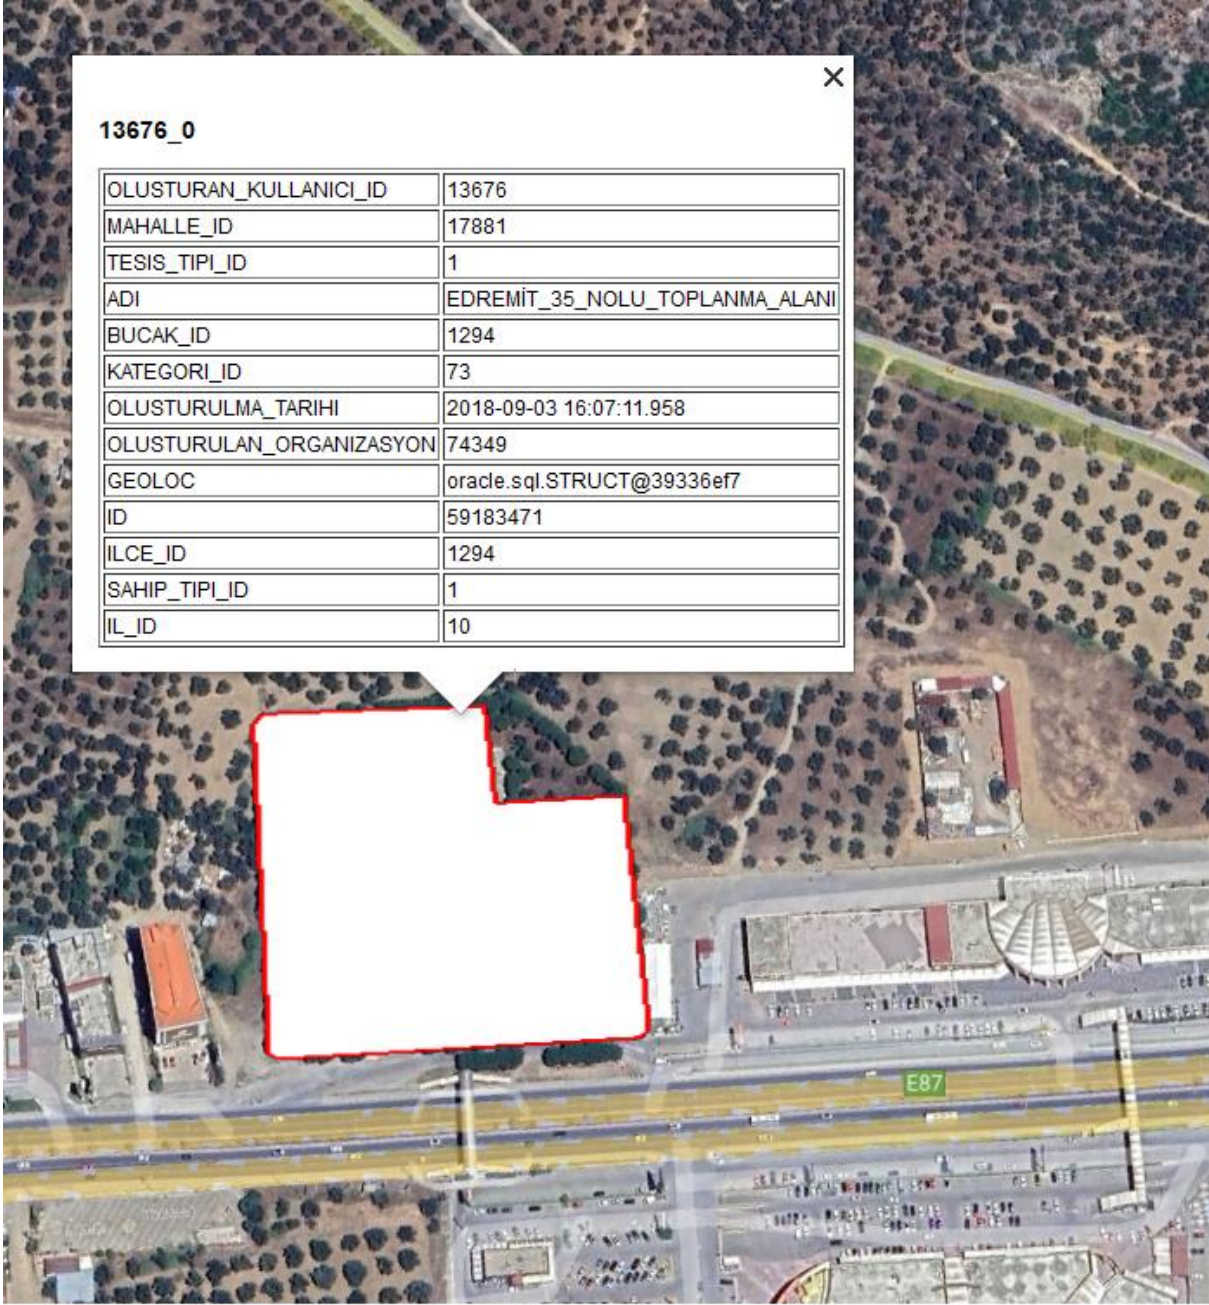 13676_0
OLUSTURAN_KULLANICI_ID 13676
MAHALLE_ID 17881
TESIS_TIPI_ID 1
ADI EDREMİT_35_NOLU_TOPLANMA_ALANI
BUCAK_ID 1294
KATEGORI_ID 73
OLUSTURULMA_TARIHI 2018-09-03 16:07:11.958
OLUSTURULAN_ORGANIZASYON 74349
GEOLOC oracle.sql.STRUCT@39336ef7
ID 59183471
ILCE_ID 1294
SAHIP_TIPI_ID 1
IL_ID 10
E87